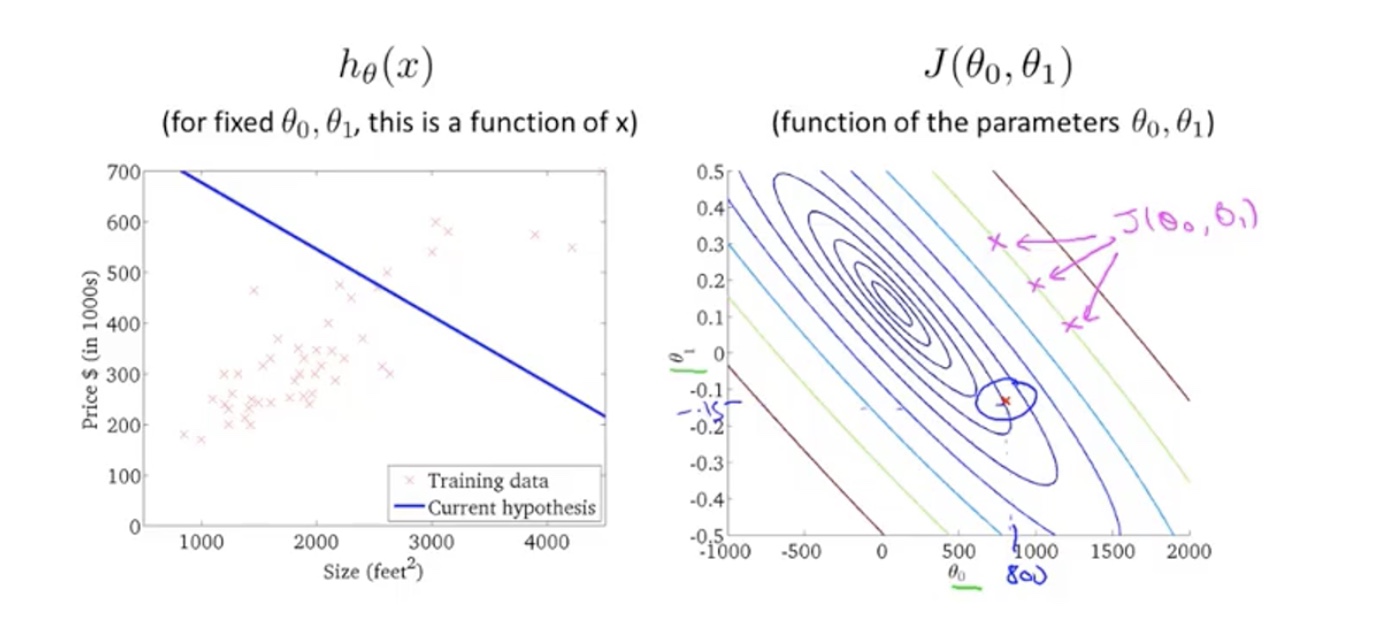 hθ(x)
(for fixed θ0, θ1, this is a function of x)
700
600
500
400
300
200
100
0
Price $ (in 1000s)
1000 2000 3000 4000
Size (feet²)
Training data
Current hypothesis
J(θ0, θ1)
(function of the parameters θ0, θ1)
0.5
0.4
0.3
0.2
0.1
0
-0.1
-0.2
-0.3
-0.4
-0.5
θ1
-.15
-1000 -500 0 500 1000 1500 2000
θ0
800
J(θ0, θ1)